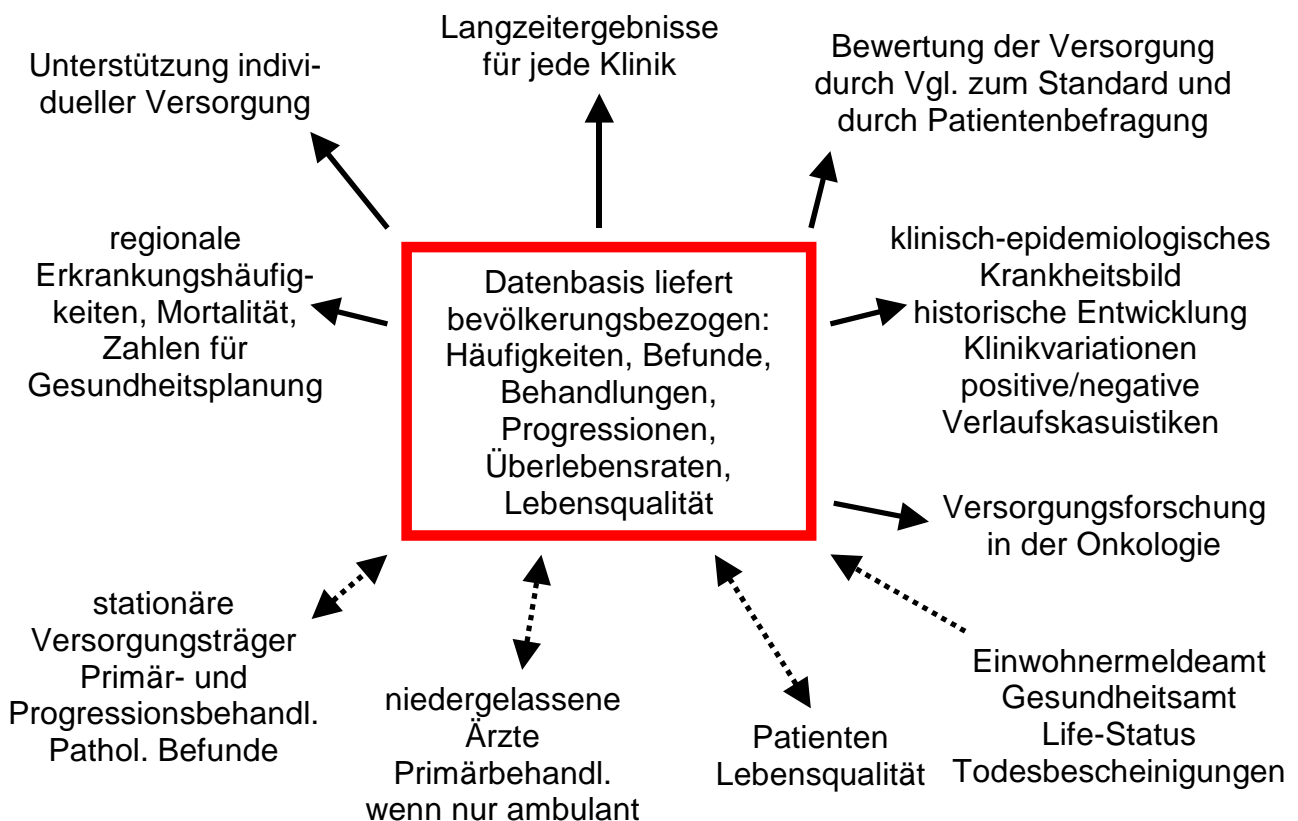 Langzeitergebnisse
für jede Klinik
Unterstützung indivi-
dueller Versorgung
Bewertung der Versorgung
durch Vgl. zum Standard und
durch Patientenbefragung
regionale
Erkrankungshäufig-
keiten, Mortalität,
Zahlen für
Gesundheitsplanung
Datenbasis liefert
bevölkerungsbezogen:
Häufigkeiten, Befunde,
Behandlungen,
Progressionen,
Überlebensraten,
Lebensqualität
klinisch-epidemiologisches
Krankheitsbild
historische Entwicklung
Klinikvariationen
positive/negative
Verlaufskasuistiken
Versorgungsforschung
in der Onkologie
stationäre
Versorgungsträger
Primär- und
Progressionsbehandl.
Pathol. Befunde
niedergelassene
Ärzte
Primärbehandl.
wenn nur ambulant
Patienten
Lebensqualität
Einwohnermeldeamt
Gesundheitsamt
Life-Status
Todesbescheinigungen